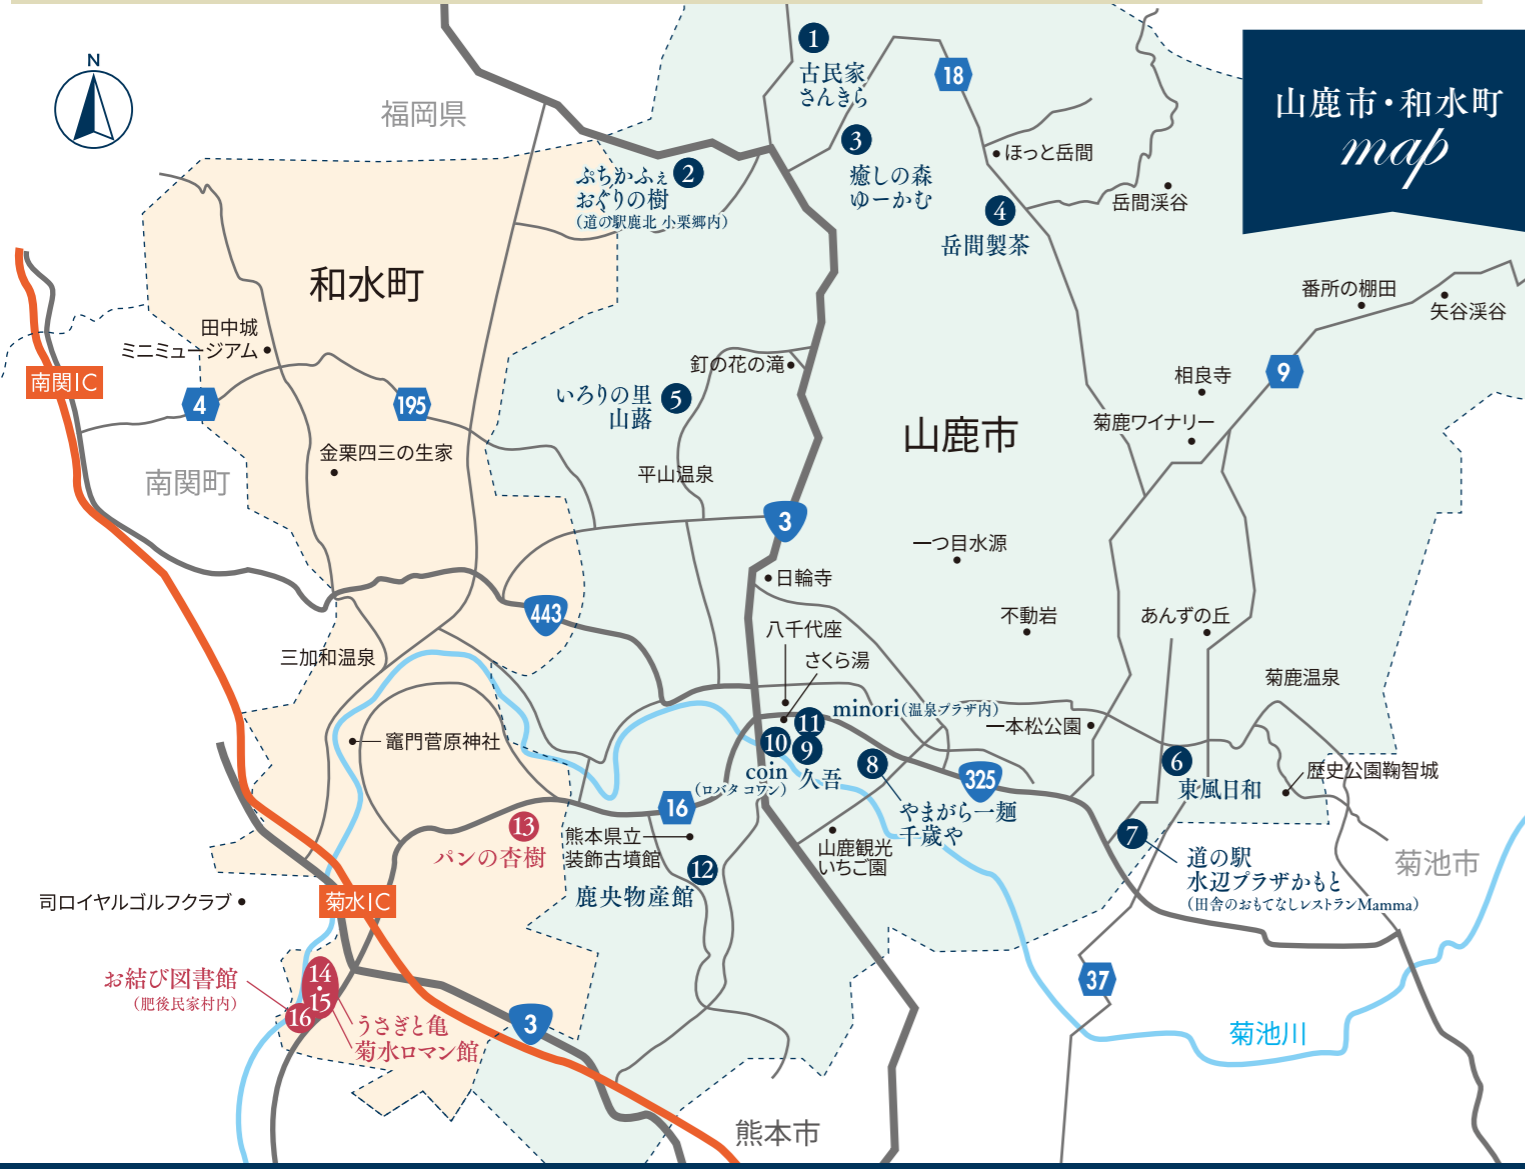 山鹿市・和水町
map
N
福岡県
1
古民家
さんきら
18
2
ぷちかふぇ
おぐりの樹
(道の駅鹿北 小栗郷内)
3
癒しの森
ゆーかむ
ほっと岳間
4
岳間製茶
岳間渓谷
和水町
番所の棚田
矢谷渓谷
田中城
ミニミュージアム
南関IC
4
195
釘の花の滝
5
いろりの里
山蕗
相良寺
9
菊鹿ワイナリー
山鹿市
金栗四三の生家
南関町
平山温泉
3
一つ目水源
日輪寺
443
八千代座
さくら湯
不動岩
あんずの丘
三加和温泉
菊鹿温泉
竈門菅原神社
11
minori(温泉プラザ内)
10
coin
(ロバタ コワン)
9
久吾
8
やまがら一麺
千歳や
一本松公園
325
6
東風日和
歴史公園鞠智城
16
13
パンの杏樹
熊本県立
装飾古墳館
12
鹿央物産館
山鹿観光
いちご園
7
道の駅
水辺プラザかもと
(田舎のおもてなしレストランMamma)
菊池市
司ロイヤルゴルフクラブ
菊水IC
お結び図書館
(肥後民家村内)
14
・
15
16
うさぎと亀
菊水ロマン館
3
37
菊池川
熊本市